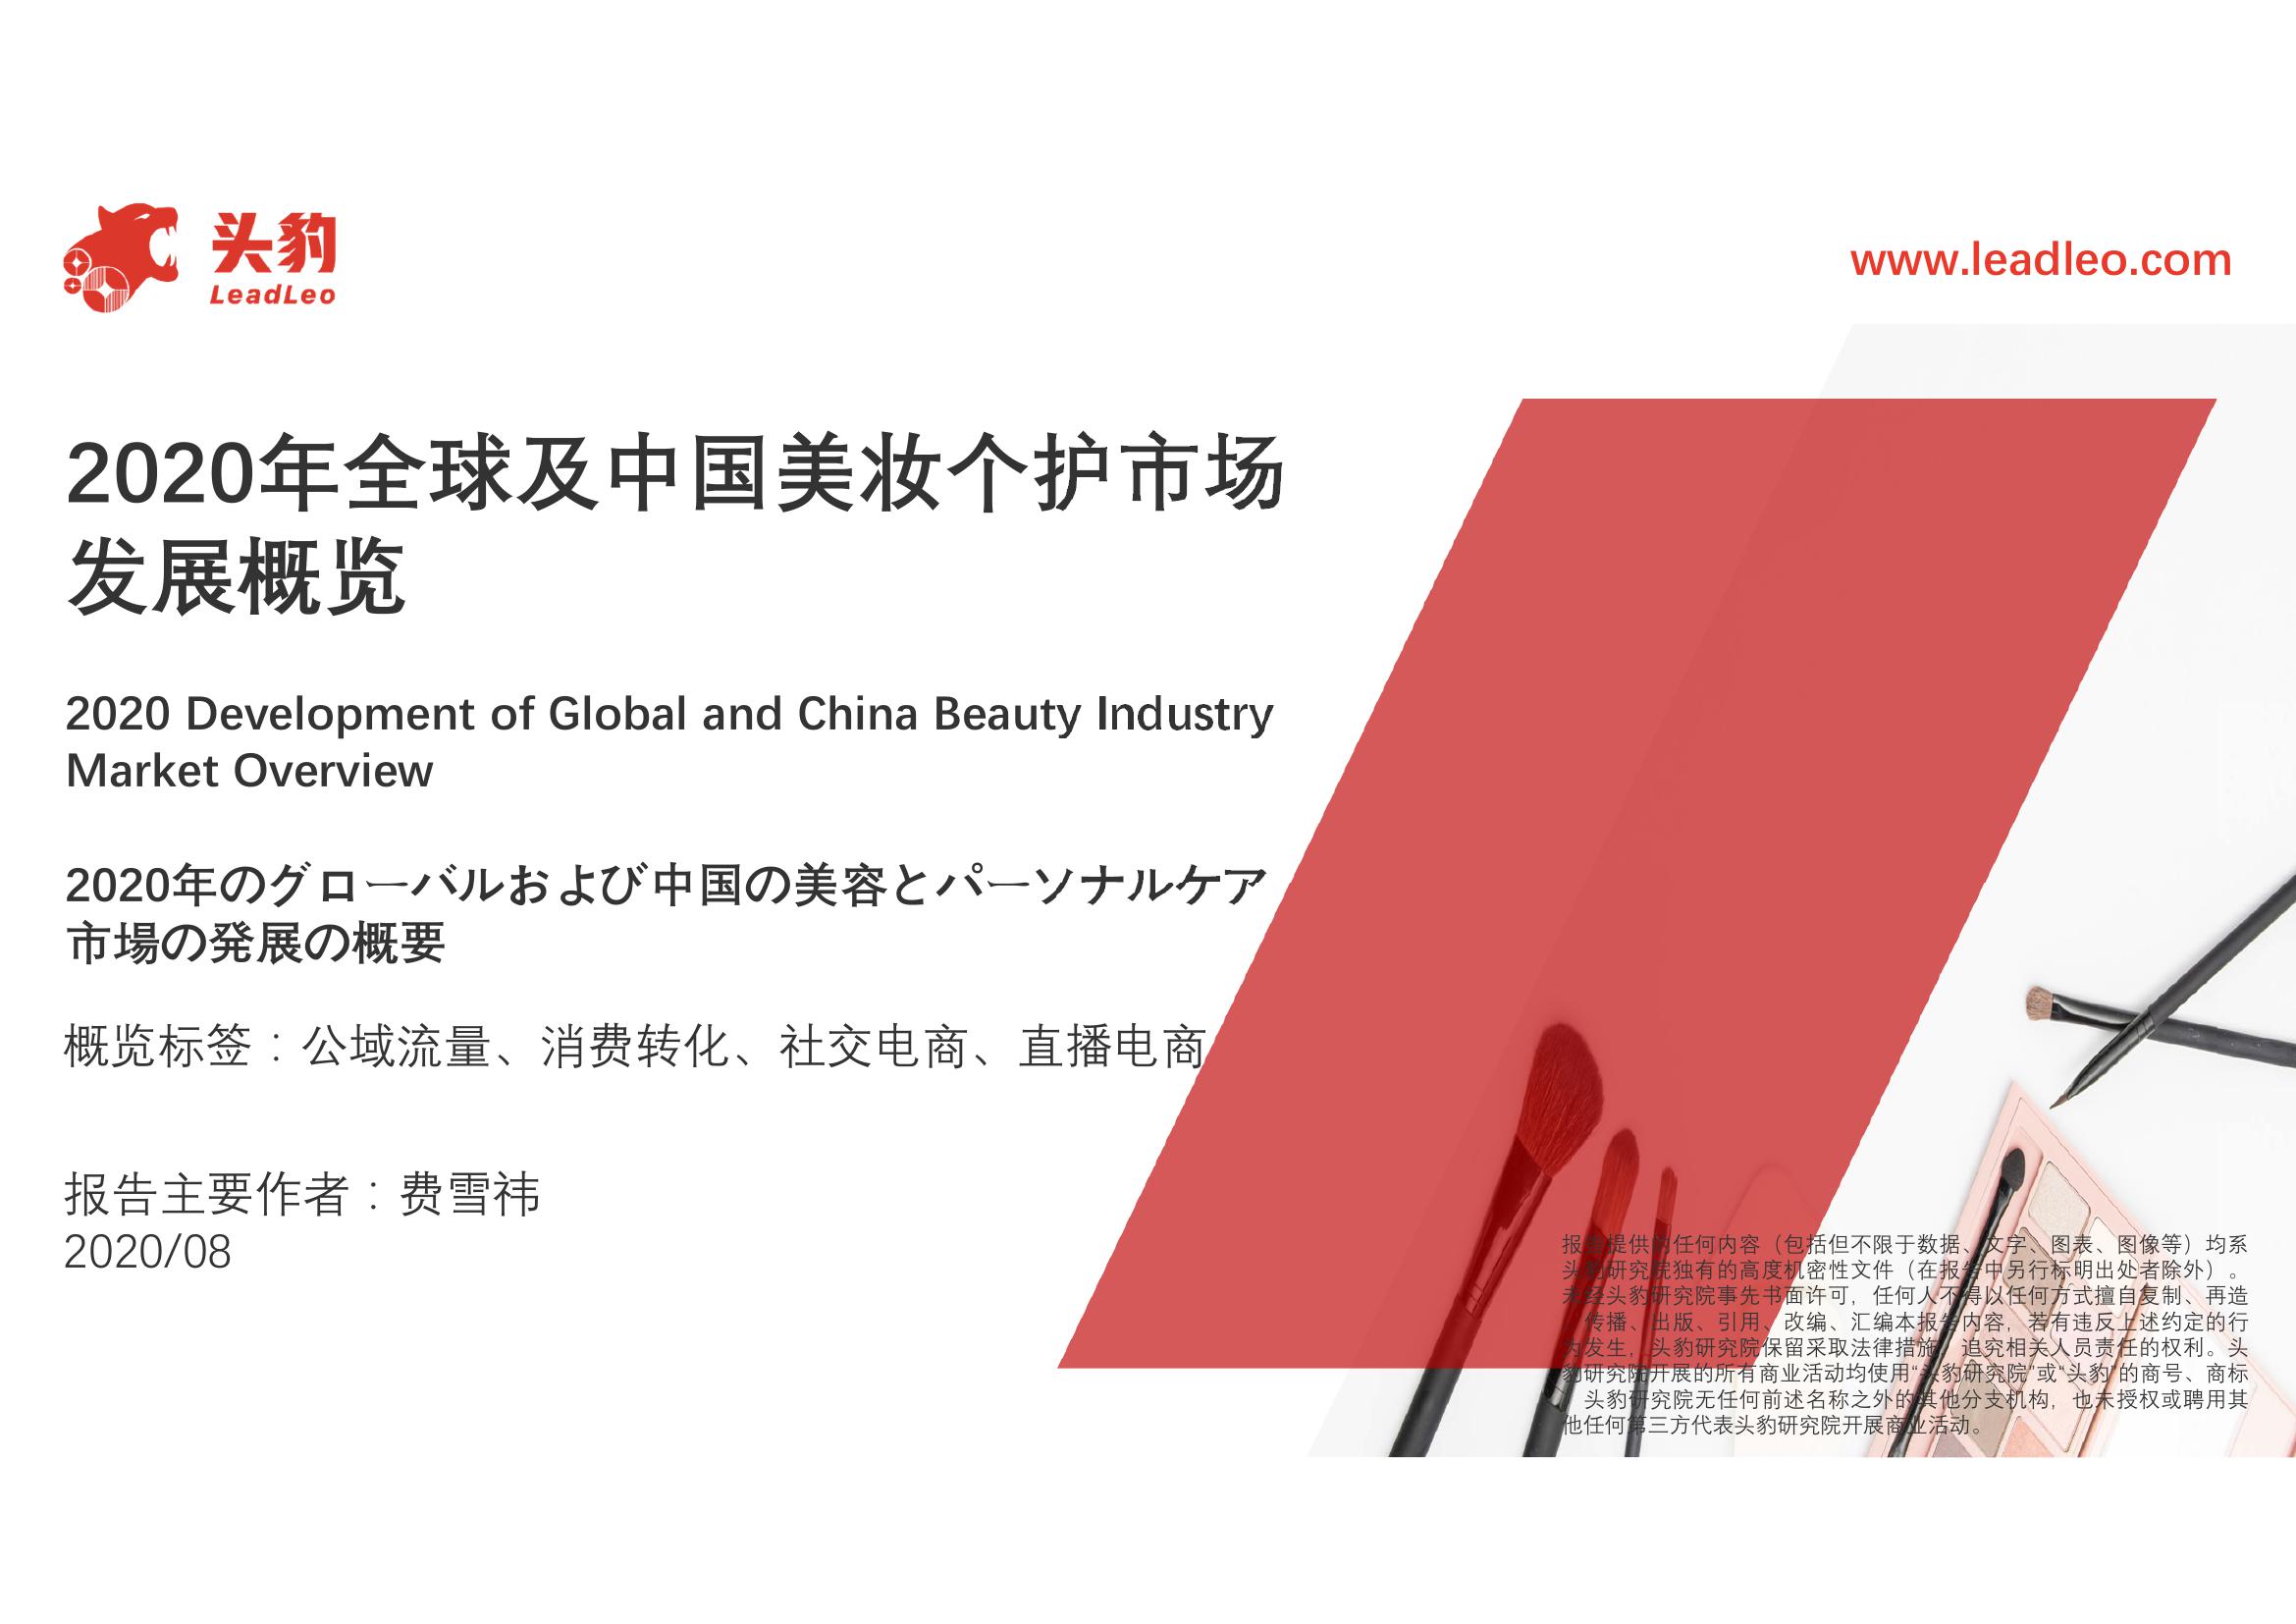 头豹
LeadLeo
www.leadleo.com
2020年全球及中国美妆个护市场
发展概览
2020 Development of Global and China Beauty Industry
Market Overview
2020年のグローバルおよび中国の美容とパーソナルケア
市場の発展の概要
概览标签：公域流量、消费转化、社交电商、直播电商
报告主要作者：费雪祎
2020/08
报告提供的任何内容（包括但不限于数据、文字、图表、图像等）均系
头豹研究院独有的高度机密性文件（在报告中另行标明出处者除外）。
未经头豹研究院事先书面许可，任何人不得以任何方式擅自复制、再造
、传播、出版、引用、改编、汇编本报告内容，若有违反上述约定的行
为发生，头豹研究院保留采取法律措施，追究相关人员责任的权利。头
豹研究院开展的所有商业活动均使用“头豹研究院”或“头豹”的商号、商标
，头豹研究院无任何前述名称之外的其他分支机构，也未授权或聘用其
他任何第三方代表头豹研究院开展商业活动。